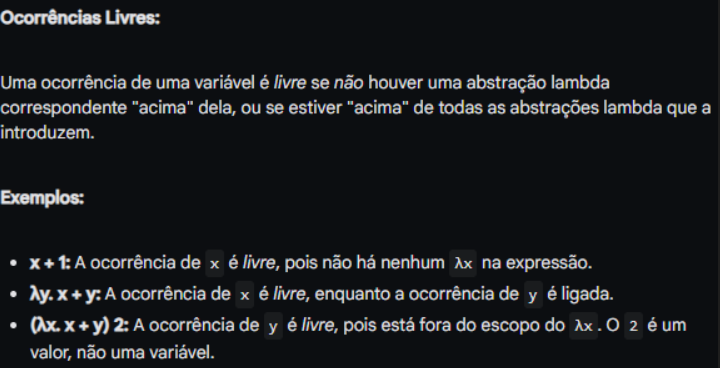 Ocorrências Livres:
Uma ocorrência de uma variável é livre se não houver uma abstração lambda
correspondente "acima" dela, ou se estiver "acima" de todas as abstrações lambda que a
introduzem.
Exemplos:
• x + 1: A ocorrência de x é livre, pois não há nenhum λx na expressão.
• λy. x + y: A ocorrência de x é livre, enquanto a ocorrência de y é ligada.
• (λx. x + y) 2: A ocorrência de y é livre, pois está fora do escopo do λx. O 2 é um
valor, não uma variável.